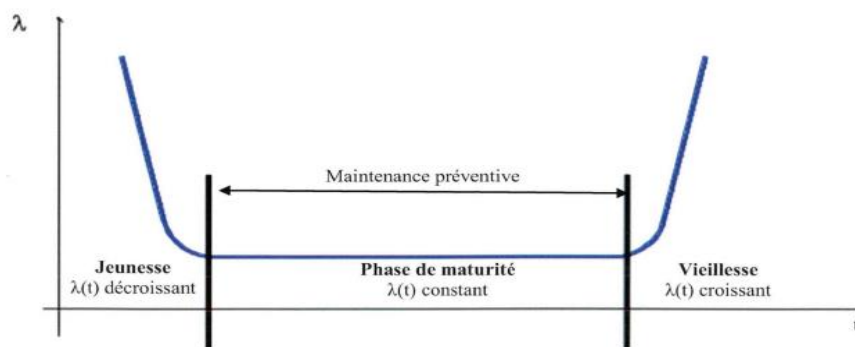 λ
Maintenance préventive
Jeunesse
λ(t) décroissant
Phase de maturité
λ(t) constant
Vieillesse
λ(t) croissant